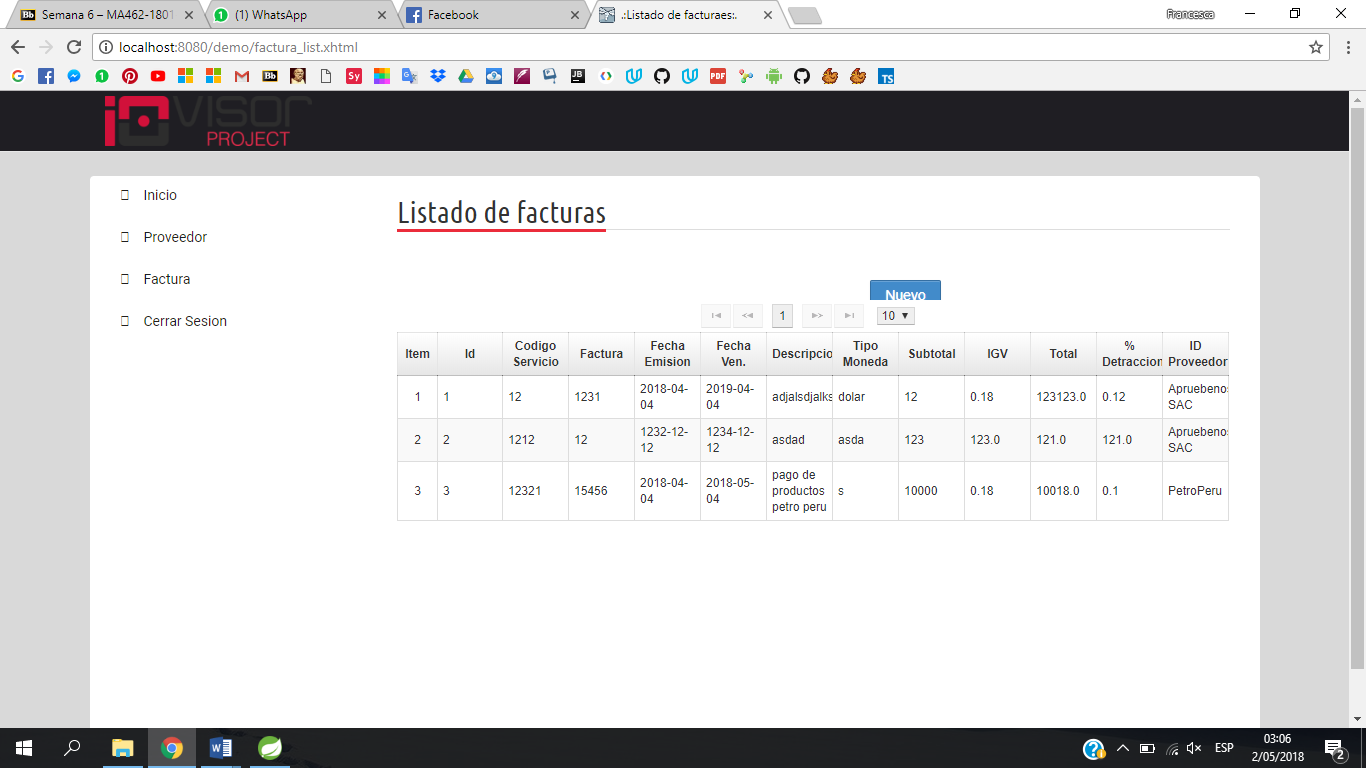 Semana 6 – MA462-1801
(1) WhatsApp
Facebook
.:Listado de facturaes:.
Francesca
localhost:8080/demo/factura_list.xhtml
VISOR
PROJECT
Inicio
Proveedor
Factura
Cerrar Sesion
Listado de facturas
Nuevo
1 10
Item Id Codigo Servicio Factura Fecha Emision Fecha Ven. Descripcio Tipo Moneda Subtotal IGV Total % Detraccion ID Proveedor
1 1 12 1231 2018-04-04 2019-04-04 adjalsdjalks dolar 12 0.18 123123.0 0.12 Apruebenos SAC
2 2 1212 12 1232-12-12 1234-12-12 asdad asda 123 123.0 121.0 121.0 Apruebenos SAC
3 3 12321 15456 2018-04-04 2018-05-04 pago de productos petro peru s 10000 0.18 10018.0 0.1 PetroPeru
ESP
03:06
2/05/2018
2